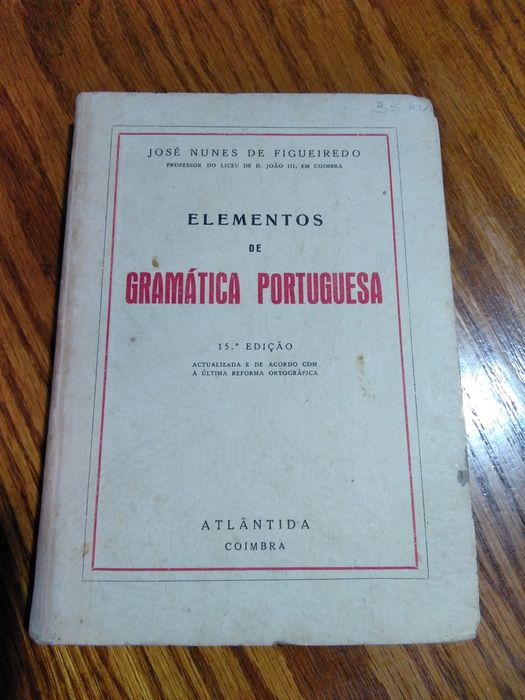 JOSÉ NUNES DE FIGUEIREDO
PROFESSOR DO LICEU DE D. JOÃO III, EM COIMBRA
ELEMENTOS
DE
GRAMÁTICA PORTUGUESA
15.ª EDIÇÃO
ACTUALIZADA E DE ACORDO COM
A ÚLTIMA REFORMA ORTOGRÁFICA
ATLÂNTIDA
COIMBRA